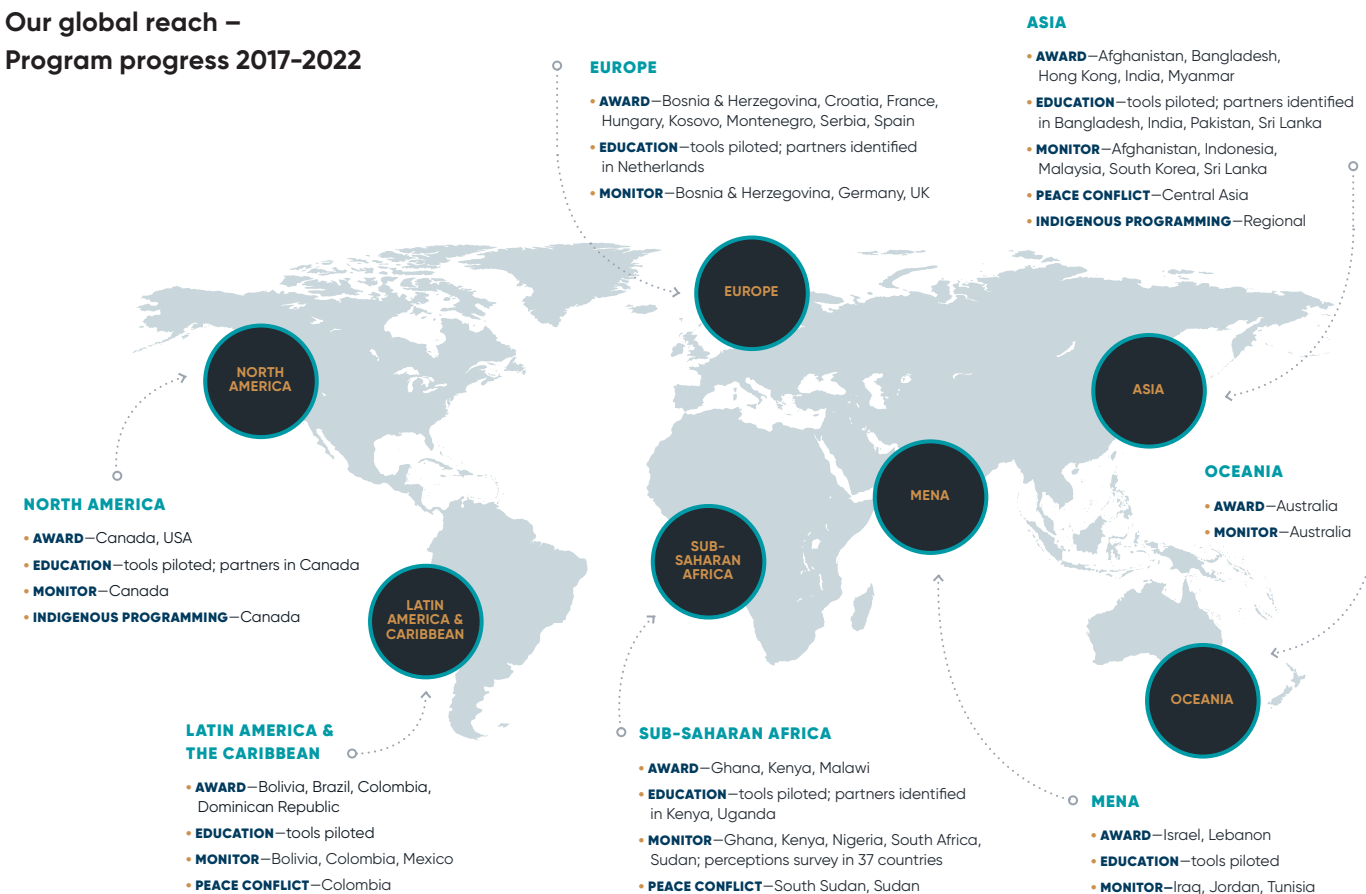 Our global reach –
Program progress 2017-2022
EUROPE
• AWARD—Bosnia & Herzegovina, Croatia, France,
Hungary, Kosovo, Montenegro, Serbia, Spain
• EDUCATION—tools piloted; partners identified
in Netherlands
• MONITOR—Bosnia & Herzegovina, Germany, UK
ASIA
• AWARD—Afghanistan, Bangladesh,
Hong Kong, India, Myanmar
• EDUCATION—tools piloted; partners identified
in Bangladesh, India, Pakistan, Sri Lanka
• MONITOR—Afghanistan, Indonesia,
Malaysia, South Korea, Sri Lanka
• PEACE CONFLICT—Central Asia
• INDIGENOUS PROGRAMMING—Regional
EUROPE
NORTH
AMERICA
ASIA
MENA
SUB-
SAHARAN
AFRICA
LATIN
AMERICA &
CARIBBEAN
OCEANIA
OCEANIA
• AWARD—Australia
• MONITOR—Australia
NORTH AMERICA
• AWARD—Canada, USA
• EDUCATION—tools piloted; partners in Canada
• MONITOR—Canada
• INDIGENOUS PROGRAMMING—Canada
LATIN AMERICA &
THE CARIBBEAN
• AWARD—Bolivia, Brazil, Colombia,
Dominican Republic
• EDUCATION—tools piloted
• MONITOR—Bolivia, Colombia, Mexico
• PEACE CONFLICT—Colombia
SUB-SAHARAN AFRICA
• AWARD—Ghana, Kenya, Malawi
• EDUCATION—tools piloted; partners identified
in Kenya, Uganda
• MONITOR—Ghana, Kenya, Nigeria, South Africa,
Sudan; perceptions survey in 37 countries
• PEACE CONFLICT—South Sudan, Sudan
MENA
• AWARD—Israel, Lebanon
• EDUCATION—tools piloted
• MONITOR—Iraq, Jordan, Tunisia